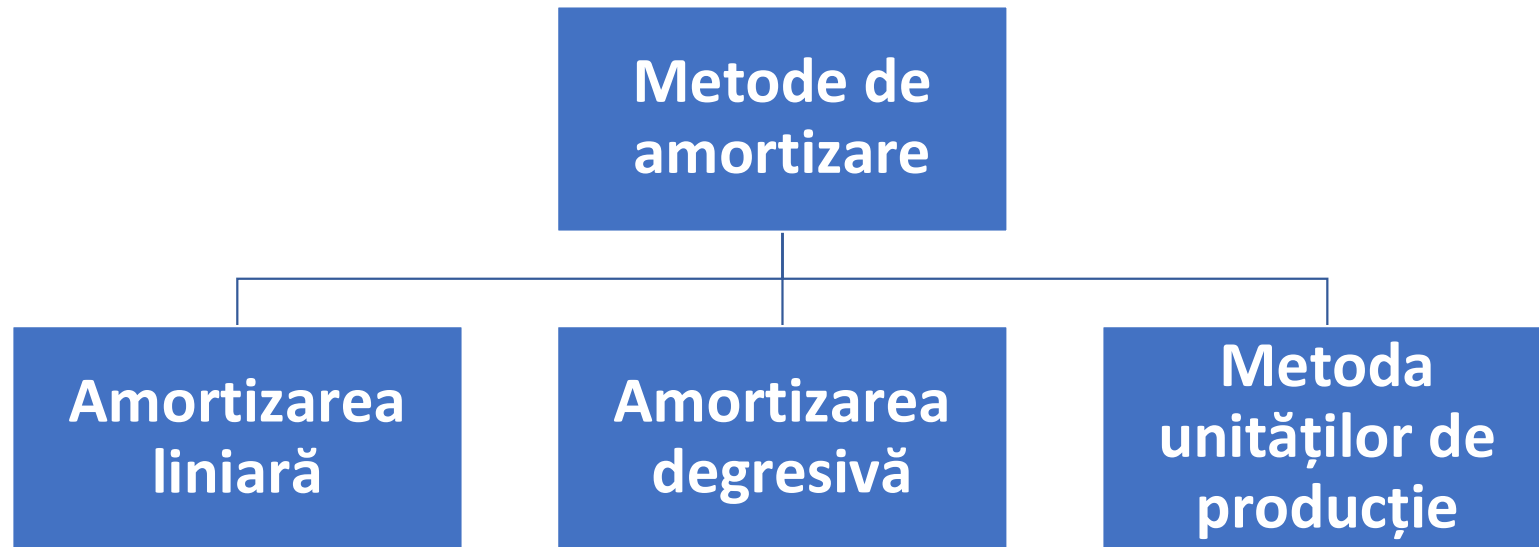 Metode de
amortizare
Amortizarea
liniară
Amortizarea
degresivă
Metoda
unităților de
producție